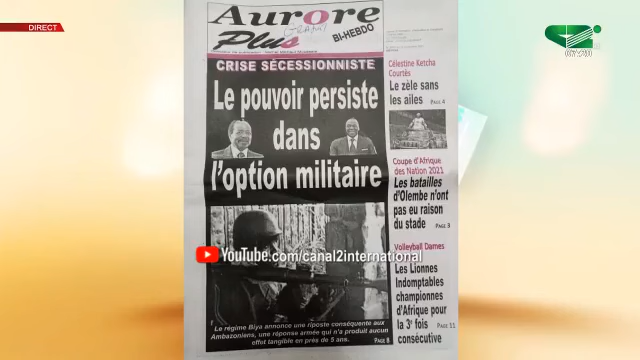 DIRECT
Aurore
Plus
BI-HEBDO
CRISE SÉCESSIONNISTE
Le pouvoir persiste
dans
l'option militaire
YouTube.com/canal2international
Le régime Biya annonce une riposte conséquente aux
Ambazoniens, une réponse armée qui n'a produit aucun
effet tangible en près de 5 ans. PAGE 8
Célestine Ketcha
Courtès
Le zèle sans
les ailes PAGE 4
Coupe d'Afrique
des Nation 2021
Les batailles
d'Olembe n'ont
pas eu raison
du stade PAGE 3
Volleyball Dames
Les Lionnes
Indomptables
championnes
d'Afrique pour
la 3e fois PAGE 11
consécutive